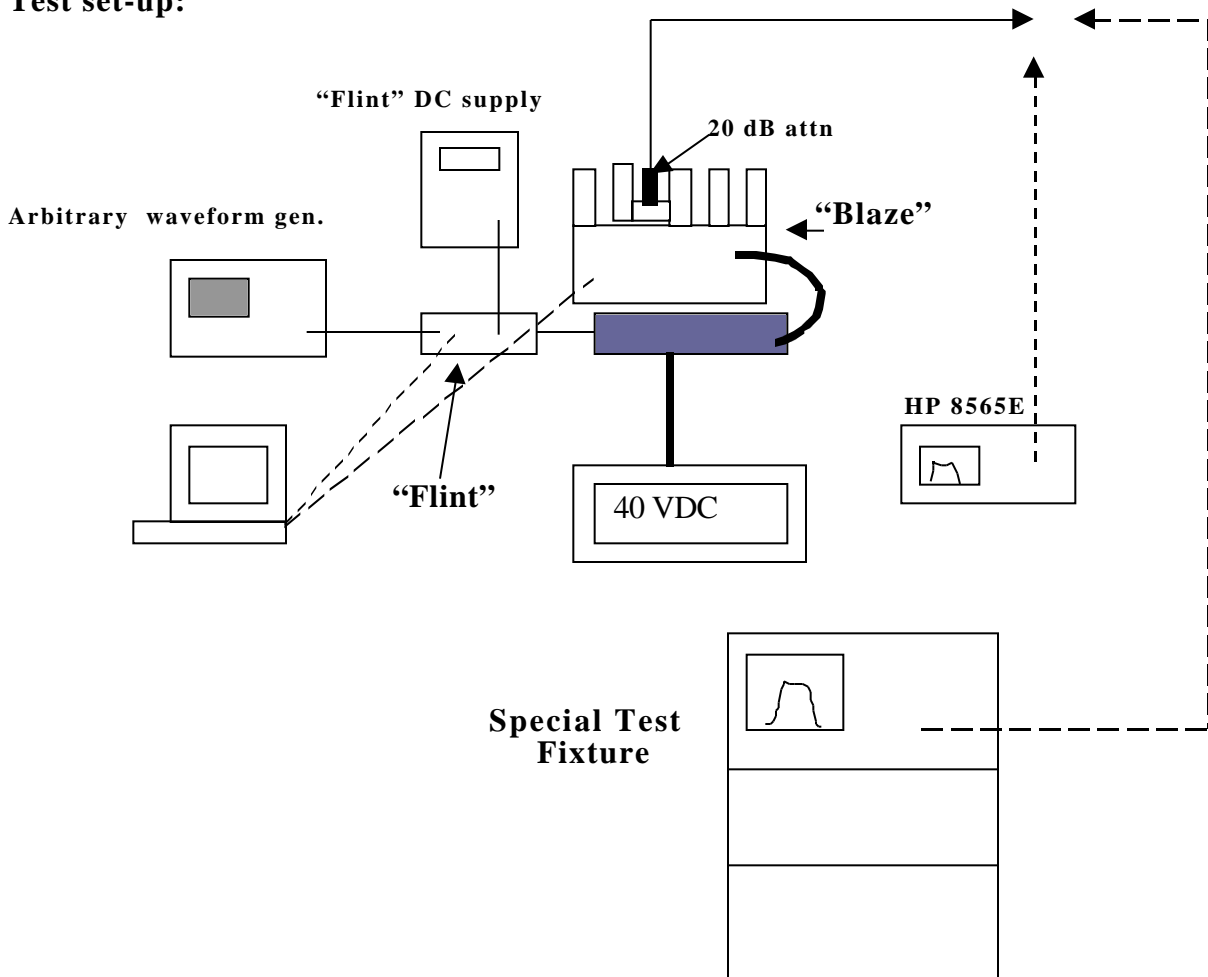 Test set-up:
“Flint” DC supply
20 dB attn
Arbitrary waveform gen.
“Blaze”
HP 8565E
“Flint”
40 VDC
Special Test
Fixture